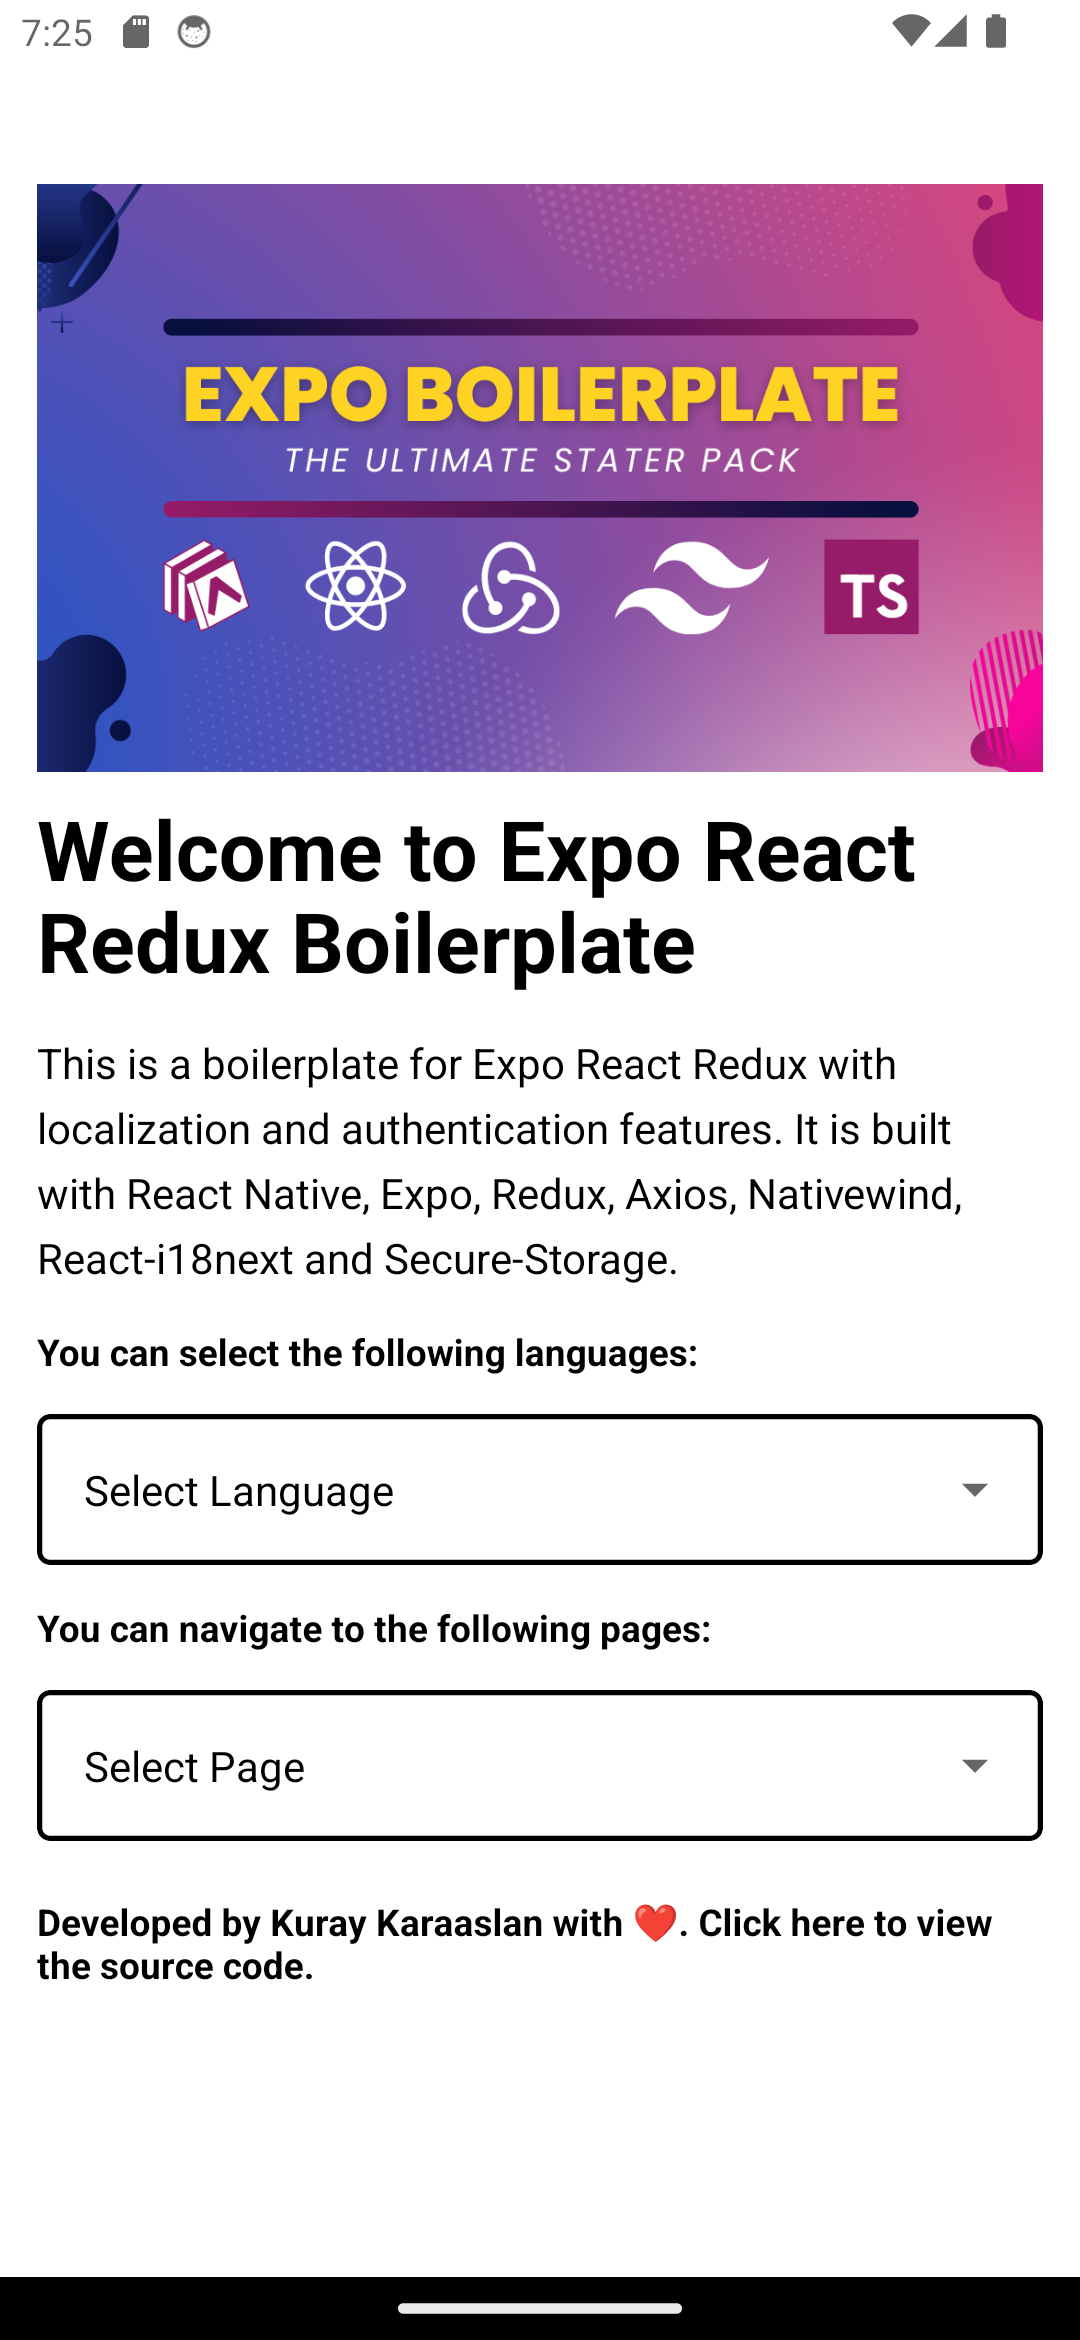 7:25
EXPO BOILERPLATE
THE ULTIMATE STATER PACK
TS
Welcome to Expo React
Redux Boilerplate
This is a boilerplate for Expo React Redux with
localization and authentication features. It is built
with React Native, Expo, Redux, Axios, Nativewind,
React-i18next and Secure-Storage.
You can select the following languages:
Select Language
You can navigate to the following pages:
Select Page
Developed by Kuray Karaaslan with ❤️. Click here to view
the source code.